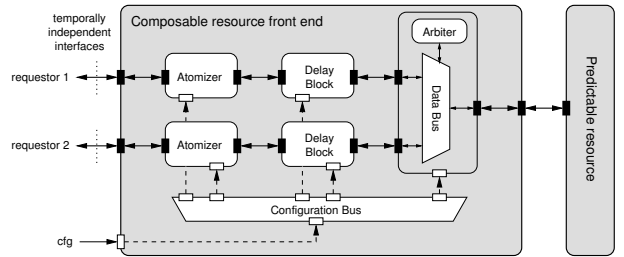 temporally
independent
interfaces
Composable resource front end
Arbiter
requestor 1
Atomizer
Delay
Block
Data Bus
Predictable resource
requestor 2
Atomizer
Delay
Block
Configuration Bus
cfg